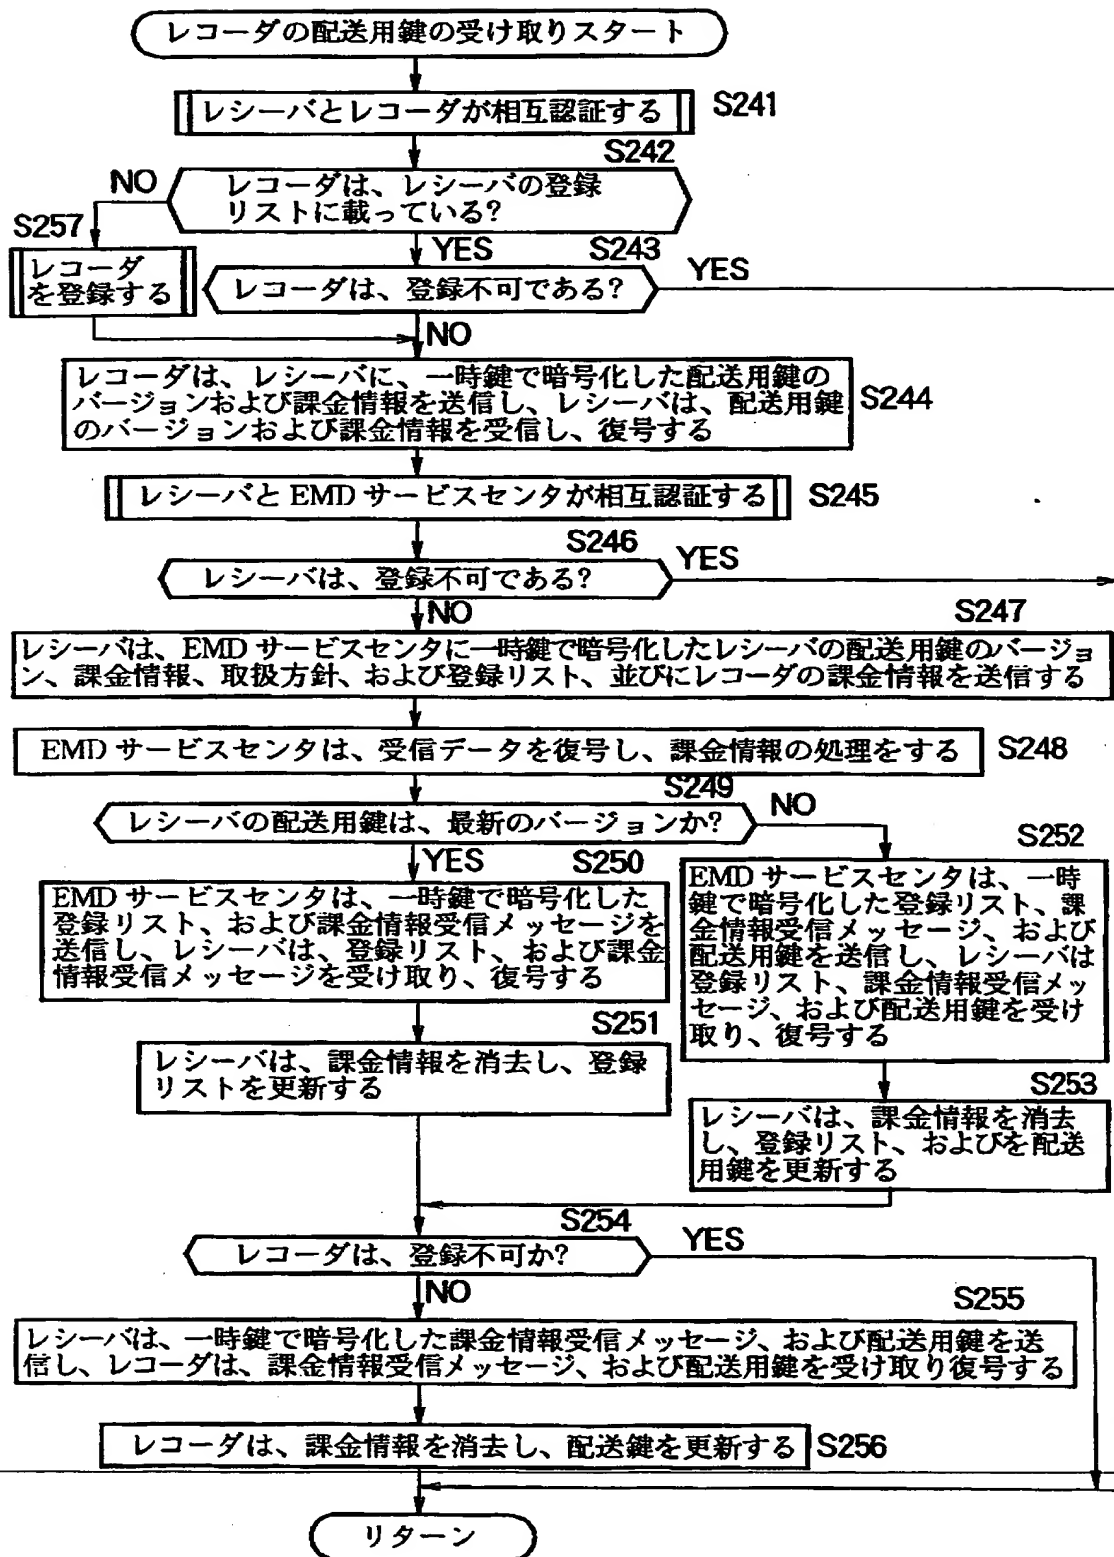 レコーダの配送用鍵の受け取りスタート
レシーバとレコーダが相互認証する
S241
S242
NO
レコーダは、レシーバの登録
リストに載っている?
S257
YES
S243
YES
レコーダ
を登録する
レコーダは、登録不可である?
NO
レコーダは、レシーバに、一時鍵で暗号化した配送用鍵の
バージョンおよび課金情報を送信し、レシーバは、配送用鍵
のバージョンおよび課金情報を受信し、復号する
S244
レシーバと EMD サービスセンタが相互認証する
S245
S246
YES
レシーバは、登録不可である?
NO
S247
レシーバは、EMD サービスセンタに一時鍵で暗号化したレシーバの配送用鍵のバージョ
ン、課金情報、取扱方針、および登録リスト、並びにレコーダの課金情報を送信する
EMD サービスセンタは、受信データを復号し、課金情報の処理をする
S248
S249
レシーバの配送用鍵は、最新のバージョンか?
NO
YES
S250
S252
EMD サービスセンタは、一時鍵で暗号化した
登録リスト、および課金情報受信メッセージを
送信し、レシーバは、登録リスト、および課金
情報受信メッセージを受け取り、復号する
EMD サービスセンタは、一時
鍵で暗号化した登録リスト、課
金情報受信メッセージ、および
配送用鍵を送信し、レシーバは
登録リスト、課金情報受信メッ
セージ、および配送用鍵を受け
取り、復号する
S251
レシーバは、課金情報を消去し、登録
リストを更新する
S253
レシーバは、課金情報を消去
し、登録リスト、およびを配送
用鍵を更新する
S254
レコーダは、登録不可か?
YES
NO
S255
レシーバは、一時鍵で暗号化した課金情報受信メッセージ、および配送用鍵を送
信し、レコーダは、課金情報受信メッセージ、および配送用鍵を受け取り復号する
レコーダは、課金情報を消去し、配送鍵を更新する
S256
リターン